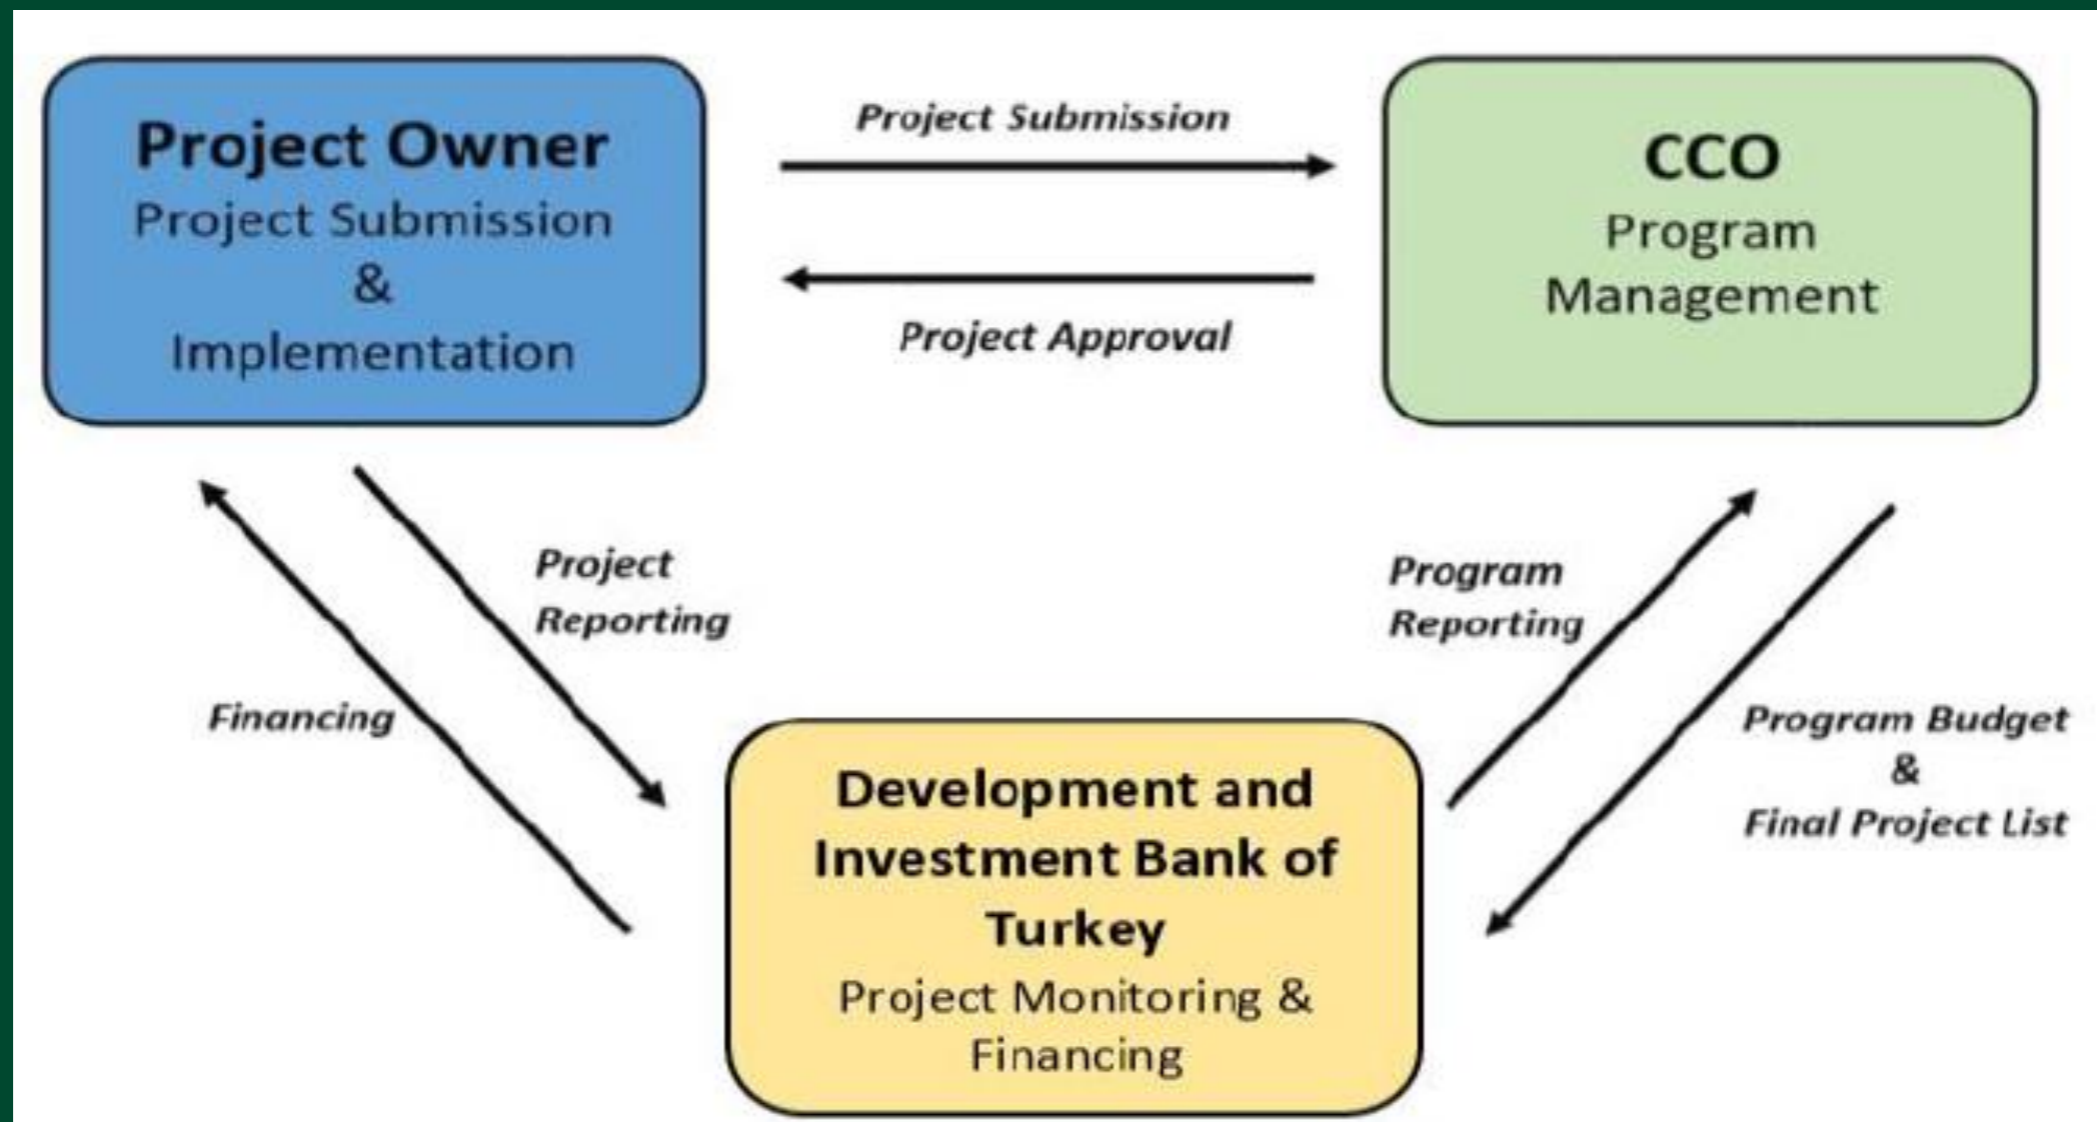 Project Owner
Project Submission
&
Implementation
Project Submission
Project Approval
CCO
Program
Management
Project
Reporting
Financing
Program
Reporting
Program Budget
&
Final Project List
Development and
Investment Bank of
Turkey
Project Monitoring &
Financing